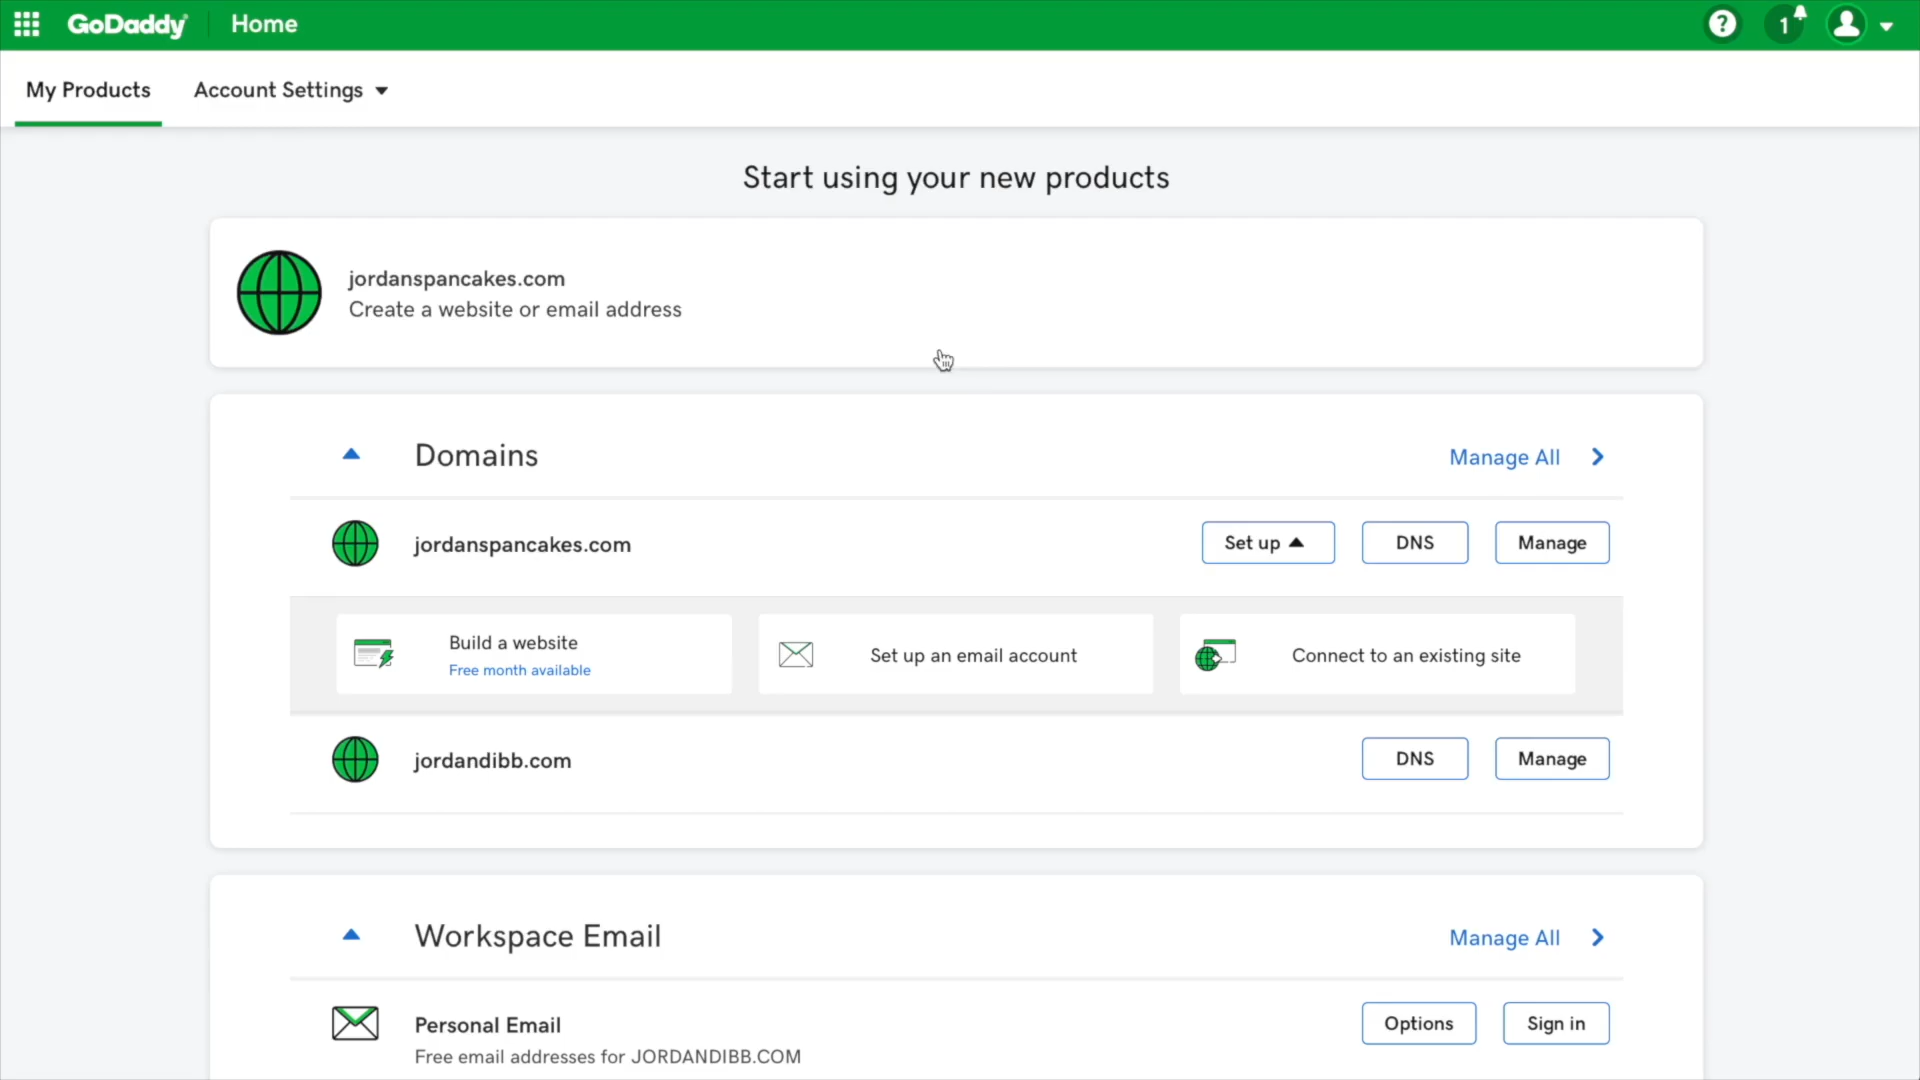 GoDaddy Home
1
My Products Account Settings
Start using your new products
jordanspancakes.com
Create a website or email address
Domains Manage All
jordanspancakes.com Set up DNS Manage
Build a website
Free month available
Set up an email account
Connect to an existing site
jordandibb.com DNS Manage
Workspace Email Manage All
Personal Email Options Sign in
Free email addresses for JORDANDIBB.COM